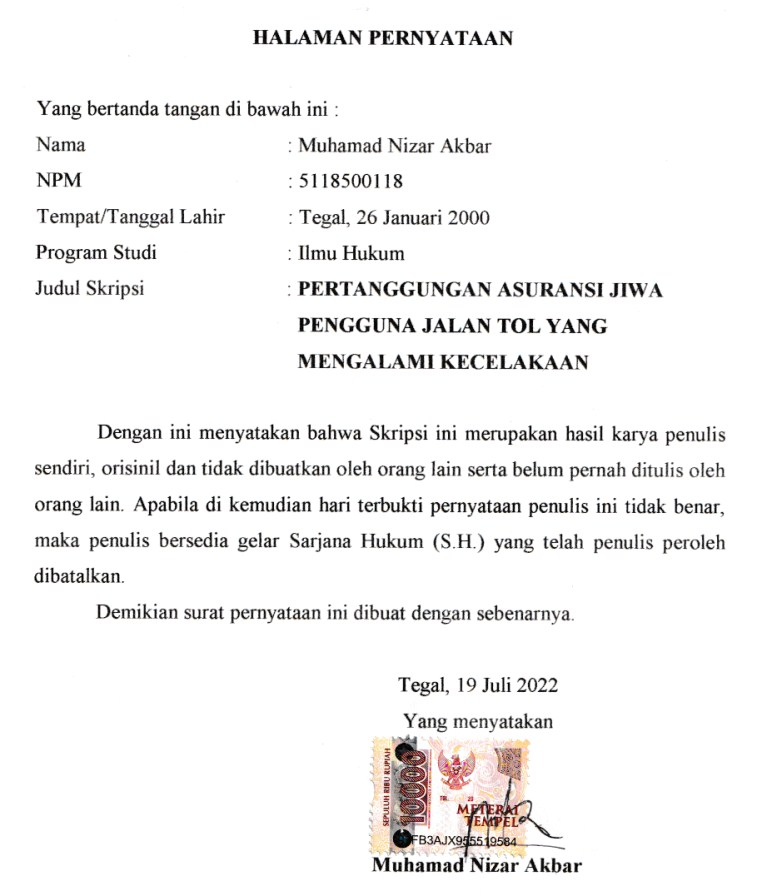 HALAMAN PERNYATAAN
Yang bertanda tangan di bawah ini :
Nama : Muhamad Nizar Akbar
NPM : 5118500118
Tempat/Tanggal Lahir : Tegal, 26 Januari 2000
Program Studi : Ilmu Hukum
Judul Skripsi : PERTANGGUNGAN ASURANSI JIWA
PENGGUNA JALAN TOL YANG
MENGALAMI KECELAKAAN
Dengan ini menyatakan bahwa Skripsi ini merupakan hasil karya penulis
sendiri, orisinil dan tidak dibuatkan oleh orang lain serta belum pernah ditulis oleh
orang lain. Apabila di kemudian hari terbukti pernyataan penulis ini tidak benar,
maka penulis bersedia gelar Sarjana Hukum (S.H.) yang telah penulis peroleh
dibatalkan.
Demikian surat pernyataan ini dibuat dengan sebenarnya.
Tegal, 19 Juli 2022
Yang menyatakan
SEPULUH RIBU RUPIAH
10000
METERAI
TEMPEL
FB3AJX955519584
Muhamad Nizar Akbar